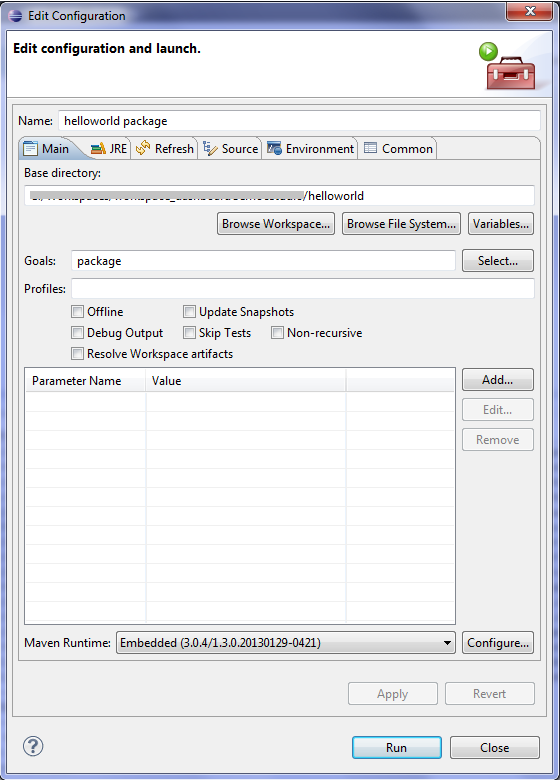 Edit Configuration
Edit configuration and launch.
Name: helloworld package
Main JRE Refresh Source Environment Common
Base directory:
/helloworld
Browse Workspace... Browse File System... Variables...
Goals: package Select...
Profiles:
Offline Update Snapshots
Debug Output Skip Tests Non-recursive
Resolve Workspace artifacts
Parameter Name Value Add...
Edit...
Remove
Maven Runtime: Embedded (3.0.4/1.3.0.20130129-0421) Configure...
Apply Revert
? Run Close